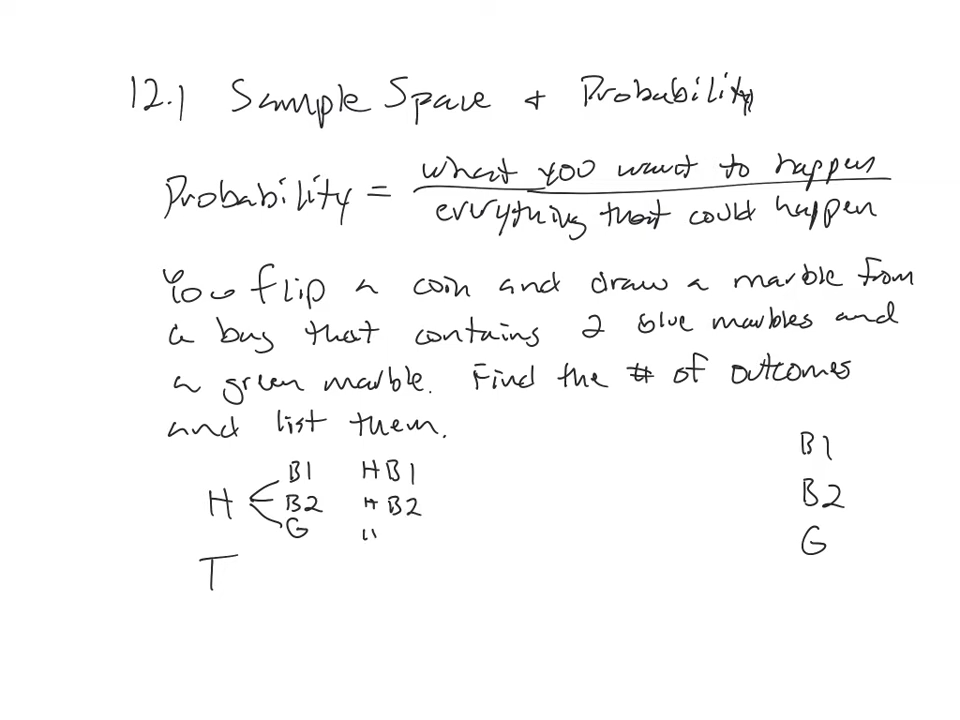 12.1 Sample Space + Probability
Probability = what you want to happen
everything that could happen
You flip a coin and draw a marble from
a bag that contains 2 blue marbles and
a green marble. Find the # of outcomes
and list them.
B1
H B1 HB1
B2 HB2
G
B2
T
G